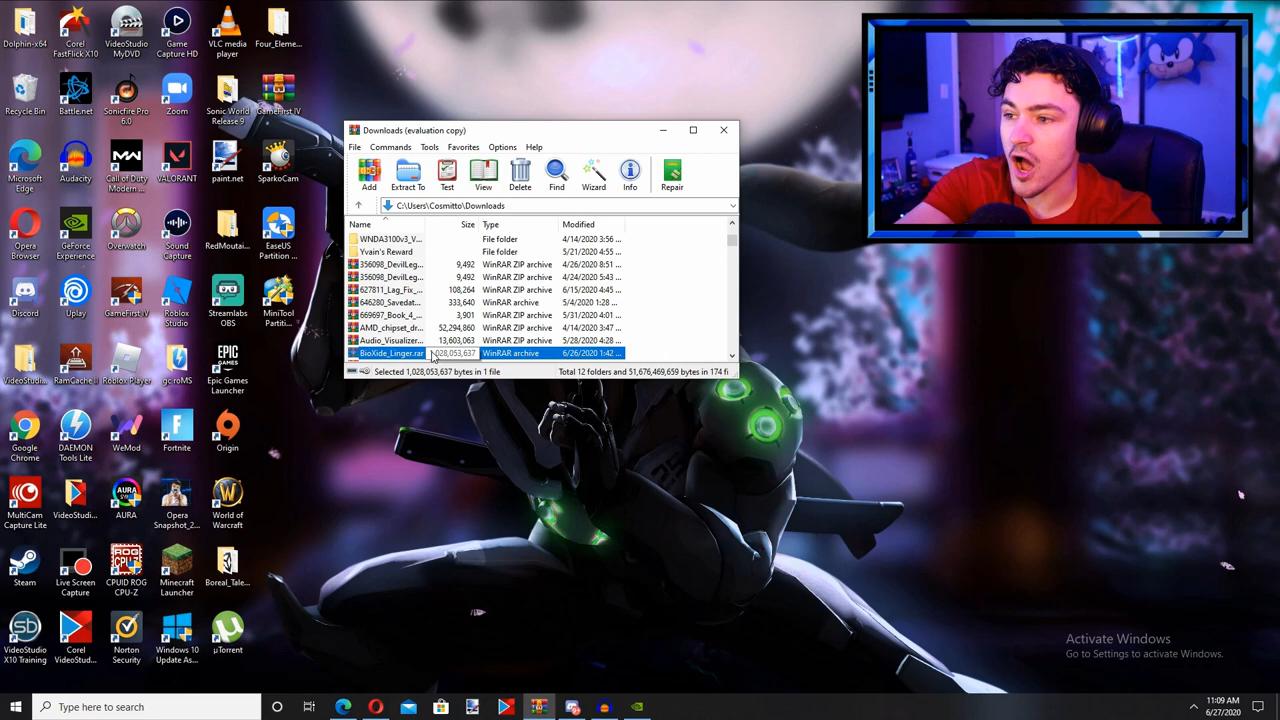 Dolphin-x64
Corel FastFlick X10
VideoStudio MyDVD
Game Capture HD
VLC media player
Four_Eleme...
Recycle Bin
Battle.net
Sonicfire Pro 6.0
Zoom
Sonic World Release 9
GameFirst IV
Microsoft Edge
Audacity
Call of Duty Modern ...
VALORANT
paint.net
SparkoCam
Opera Browser
GeForce Experience
Overwatch
Sound Capture
RedMoutai...
EaseUS Partition ...
Discord
Uplay
GameFirst IV
Roblox Studio
Streamlabs OBS
MiniTool Partiti...
VideoStudi...
RamCache II
Roblox Player
gc roMS
Epic Games Launcher
Google Chrome
DAEMON Tools Lite
WeMod
Fortnite
Origin
MultiCam Capture Lite
VideoStudi...
AURA
Opera Snapshot_2...
World of Warcraft
Steam
Live Screen Capture
CPUID ROG CPU-Z
Minecraft Launcher
Boreal_Tale...
VideoStudio X10 Training
Corel VideoStud...
Norton Security
Windows 10 Update As...
µTorrent
Downloads (evaluation copy)
File Commands Tools Favorites Options Help
Add Extract To Test View Delete Find Wizard Info Repair
C:\Users\Cosmitto\Downloads
Name Size Type Modified
WNDA3100v3_V... File folder 4/14/2020 3:56 ...
Yvain's Reward File folder 5/21/2020 4:55 ...
356098_DevilLeg... 9,492 WinRAR ZIP archive 4/26/2020 8:51 ...
356098_DevilLeg... 9,492 WinRAR ZIP archive 4/24/2020 5:43 ...
627811_Lag_Fix_... 108,264 WinRAR ZIP archive 6/15/2020 4:45 ...
646280_Savedat... 333,640 WinRAR archive 5/4/2020 1:28 ...
669697_Book_4_... 3,901 WinRAR ZIP archive 5/31/2020 4:01 ...
AMD_chipset_dr... 52,294,860 WinRAR ZIP archive 4/14/2020 3:47 ...
Audio_Visualizer... 13,603,063 WinRAR ZIP archive 5/28/2020 4:28 ...
BioXide_Linger.rar 028,053,637 WinRAR archive 6/26/2020 1:42 ...
Selected 1,028,053,637 bytes in 1 file Total 12 folders and 51,676,469,659 bytes in 174 fi
Activate Windows
Go to Settings to activate Windows.
Type here to search
11:09 AM
6/27/2020